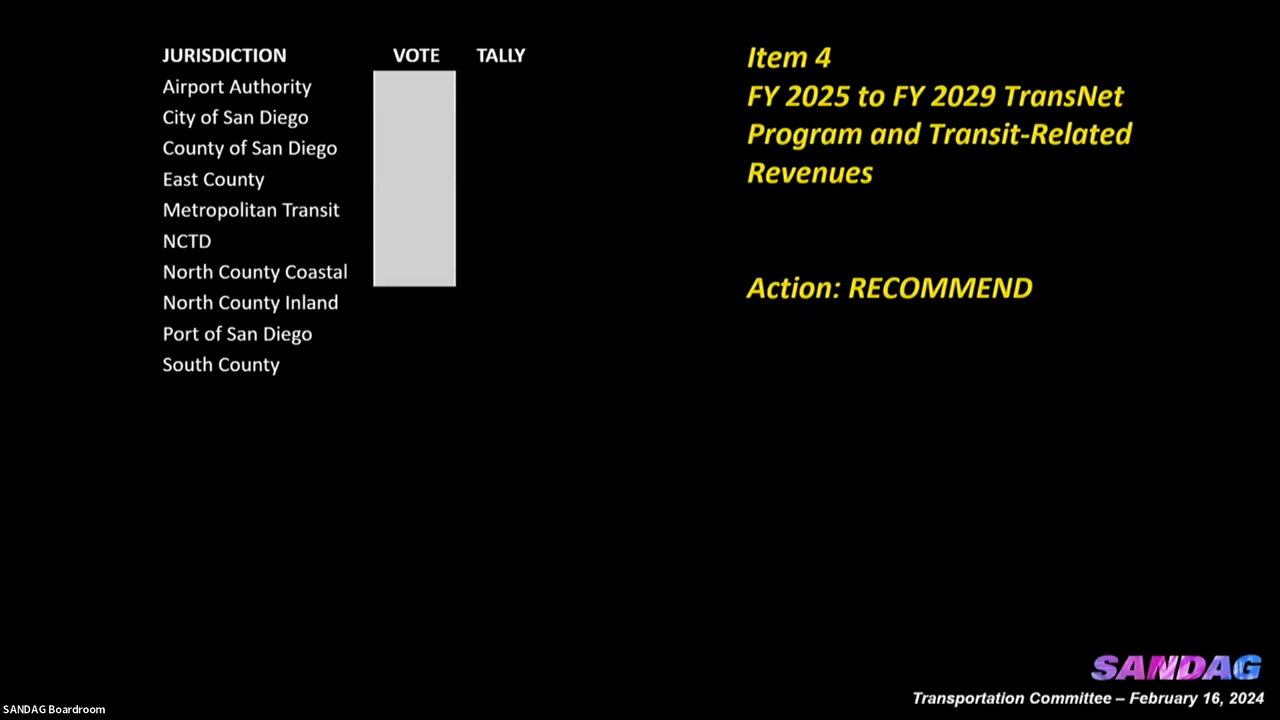 JURISDICTION VOTE TALLY
Airport Authority
City of San Diego
County of San Diego
East County
Metropolitan Transit
NCTD
North County Coastal
North County Inland
Port of San Diego
South County
Item 4
FY 2025 to FY 2029 TransNet
Program and Transit-Related
Revenues
Action: RECOMMEND
SANDAG
Transportation Committee – February 16, 2024
SANDAG Boardroom